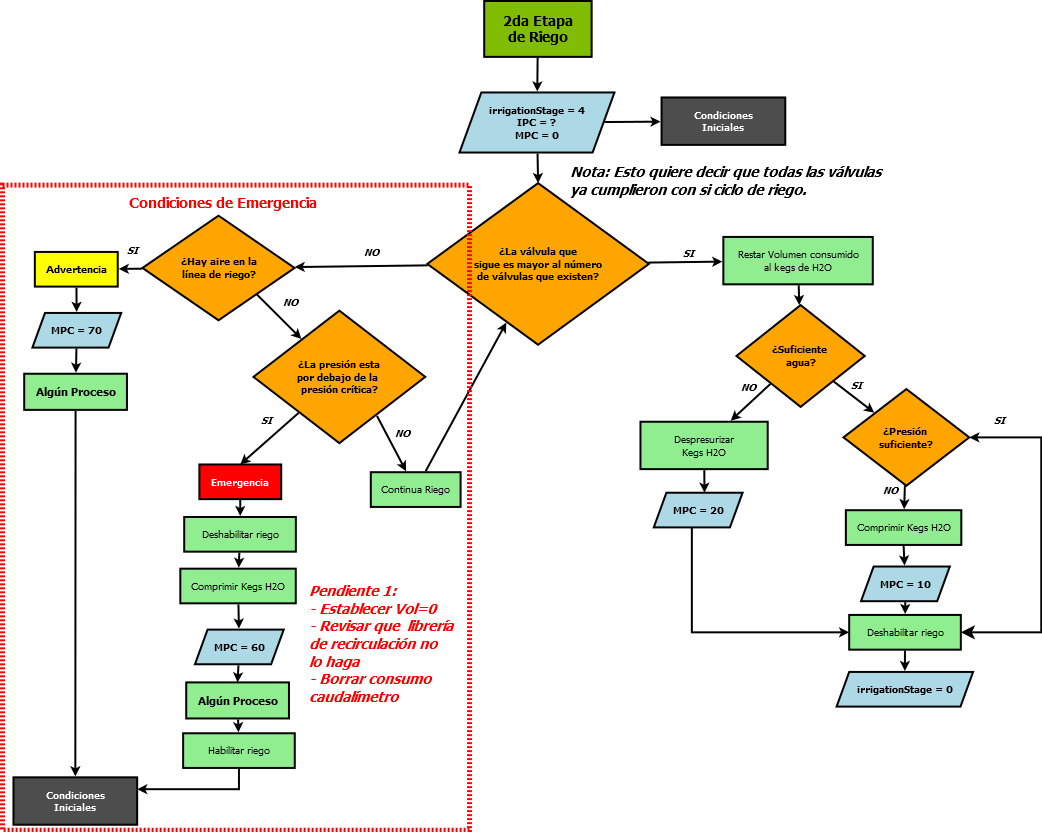 2da Etapa
de Riego
irrigationStage = 4
IPC = ?
MPC = 0
Condiciones
Iniciales
Nota: Esto quiere decir que todas las válvulas
ya cumplieron con si ciclo de riego.
Condiciones de Emergencia
¿La válvula que
sigue es mayor al número
de válvulas que existen?
NO
SI
¿Hay aire en la
línea de riego?
SI
NO
Advertencia
MPC = 70
Algún Proceso
¿La presión esta
por debajo de la
presión crítica?
SI
NO
Continua Riego
Emergencia
Deshabilitar riego
Comprimir Kegs H2O
MPC = 60
Algún Proceso
Habilitar riego
Condiciones
Iniciales
Pendiente 1:
- Establecer Vol=0
- Revisar que  librería
de recirculación no
lo haga
- Borrar consumo
caudalímetro
Restar Volumen consumido
al kegs de H2O
¿Suficiente
agua?
NO
SI
Despresurizar
Kegs H2O
MPC = 20
¿Presión
suficiente?
SI
NO
Comprimir Kegs H2O
MPC = 10
Deshabilitar riego
irrigationStage = 0